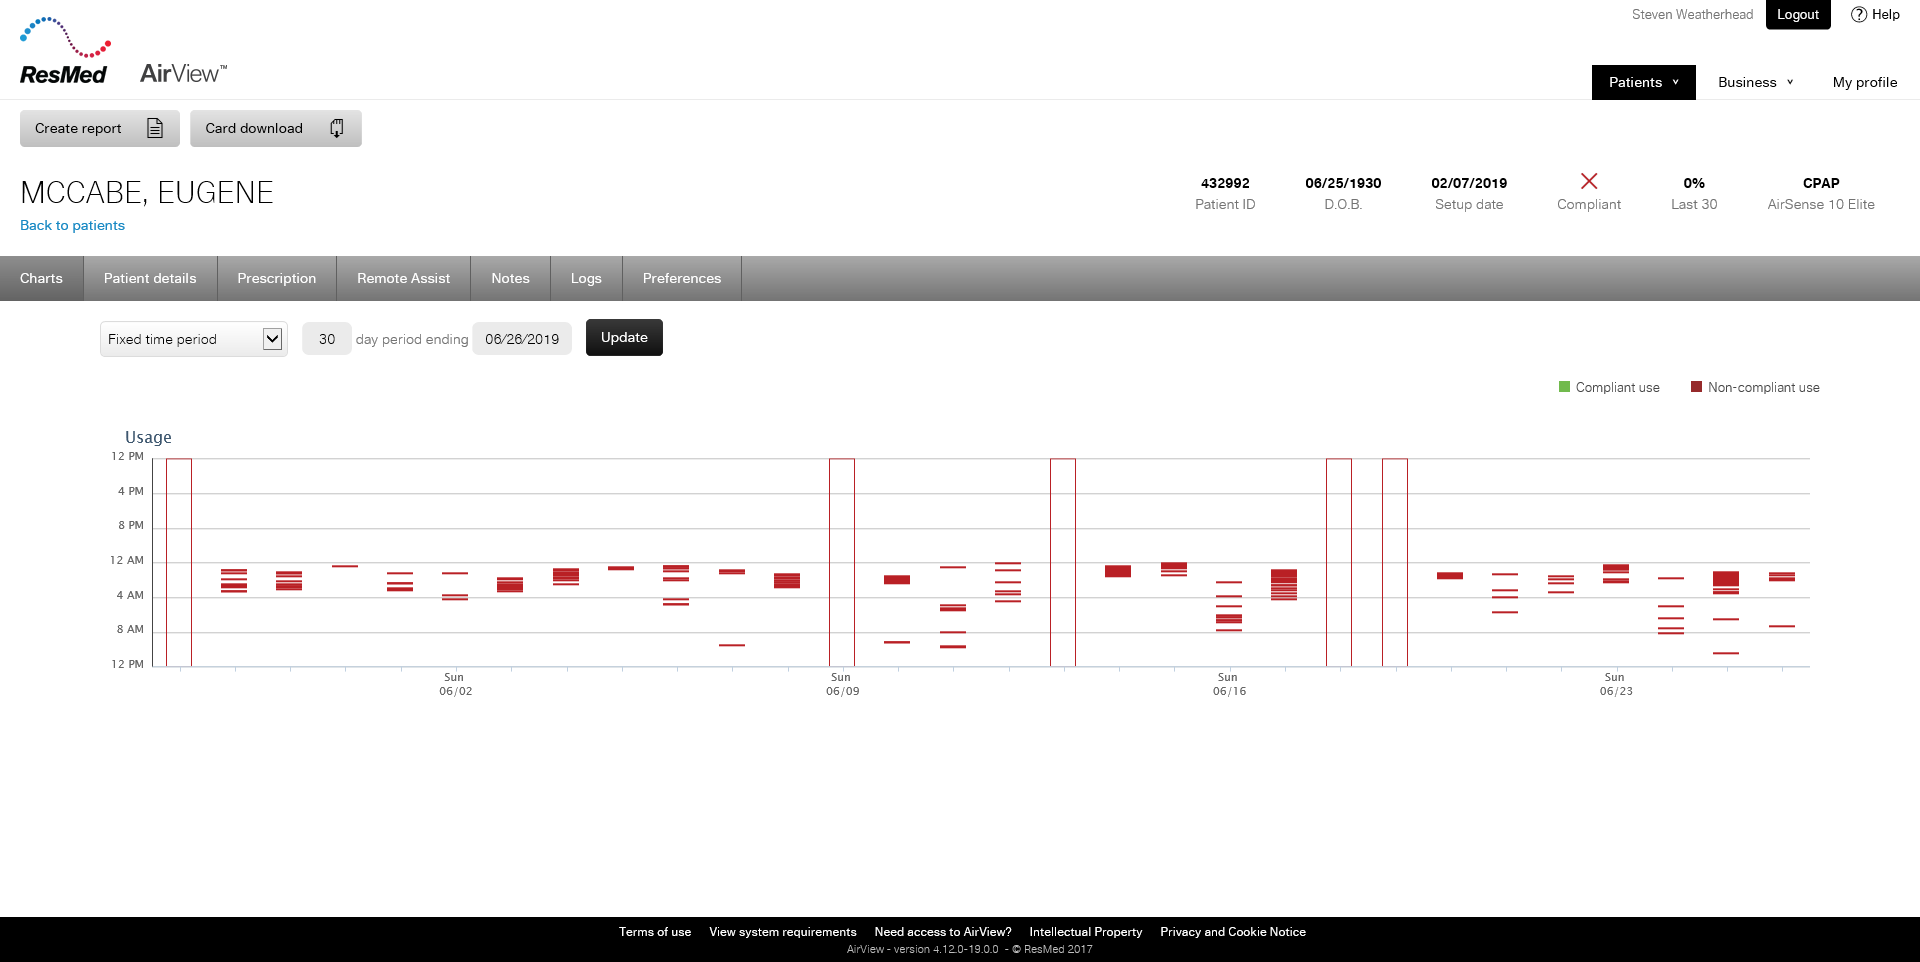 Steven Weatherhead Logout Help
ResMed AirView™
Patients Business My profile
Create report Card download
MCCABE, EUGENE
Back to patients
432992 06/25/1930 02/07/2019 0% CPAP
Patient ID D.O.B. Setup date Compliant Last 30 AirSense 10 Elite
Charts Patient details Prescription Remote Assist Notes Logs Preferences
Fixed time period 30 day period ending 06/26/2019 Update
Compliant use Non-compliant use
Usage
12 PM
4 PM
8 PM
12 AM
4 AM
8 AM
12 PM
Sun Sun Sun Sun
06/02 06/09 06/16 06/23
Terms of use View system requirements Need access to AirView? Intellectual Property Privacy and Cookie Notice
AirView - version 4.12.0-19.0.0 - © ResMed 2017